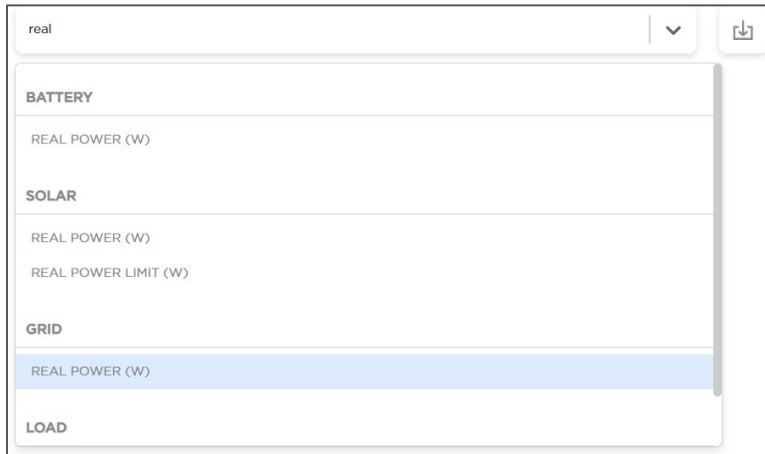 real
BATTERY
REAL POWER (W)
SOLAR
REAL POWER (W)
REAL POWER LIMIT (W)
GRID
REAL POWER (W)
LOAD